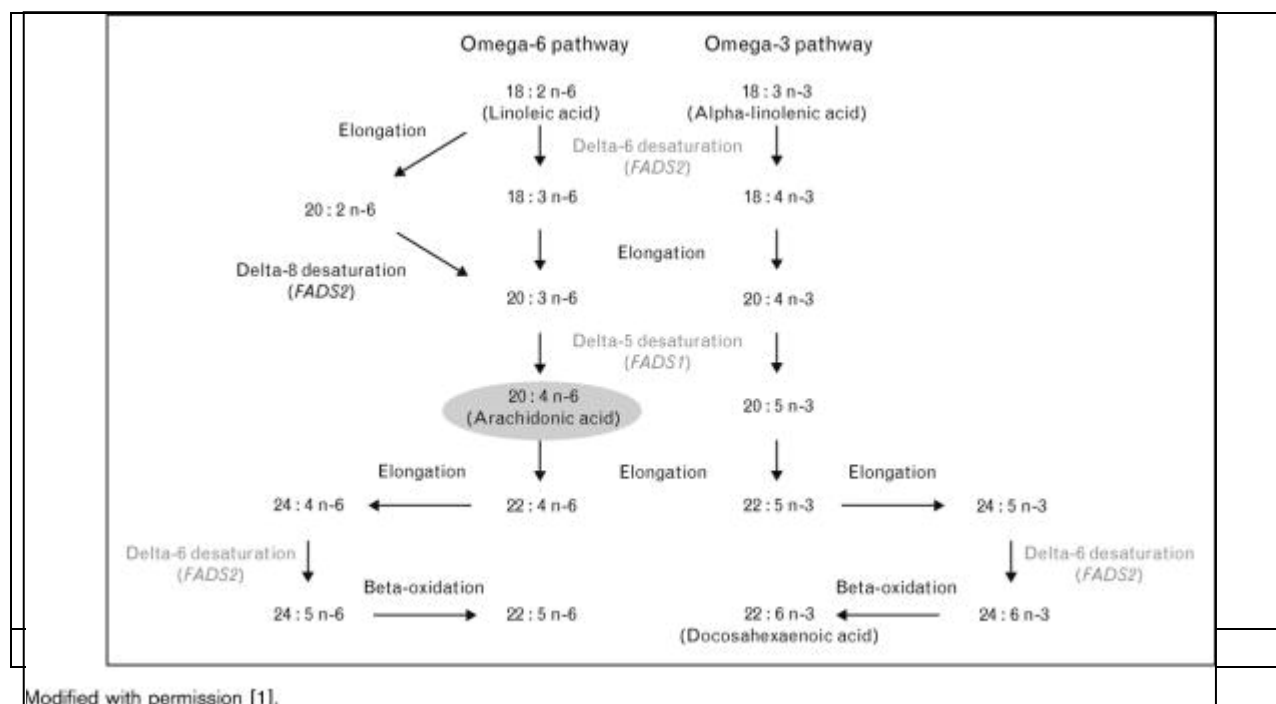 Omega-6 pathway Omega-3 pathway
18 : 2 n-6 18 : 3 n-3
(Linoleic acid) (Alpha-linolenic acid)
Elongation
Delta-6 desaturation
(FADS2)
18 : 3 n-6 18 : 4 n-3
20 : 2 n-6
Elongation
Delta-8 desaturation
(FADS2)
20 : 3 n-6 20 : 4 n-3
Delta-5 desaturation
(FADS1)
20 : 4 n-6 20 : 5 n-3
(Arachidonic acid)
Elongation Elongation Elongation
24 : 4 n-6 22 : 4 n-6 22 : 5 n-3 24 : 5 n-3
Delta-6 desaturation Delta-6 desaturation
(FADS2) (FADS2)
Beta-oxidation Beta-oxidation
24 : 5 n-6 22 : 5 n-6 22 : 6 n-3 24 : 6 n-3
(Docosahexaenoic acid)
Modified with permission [1].